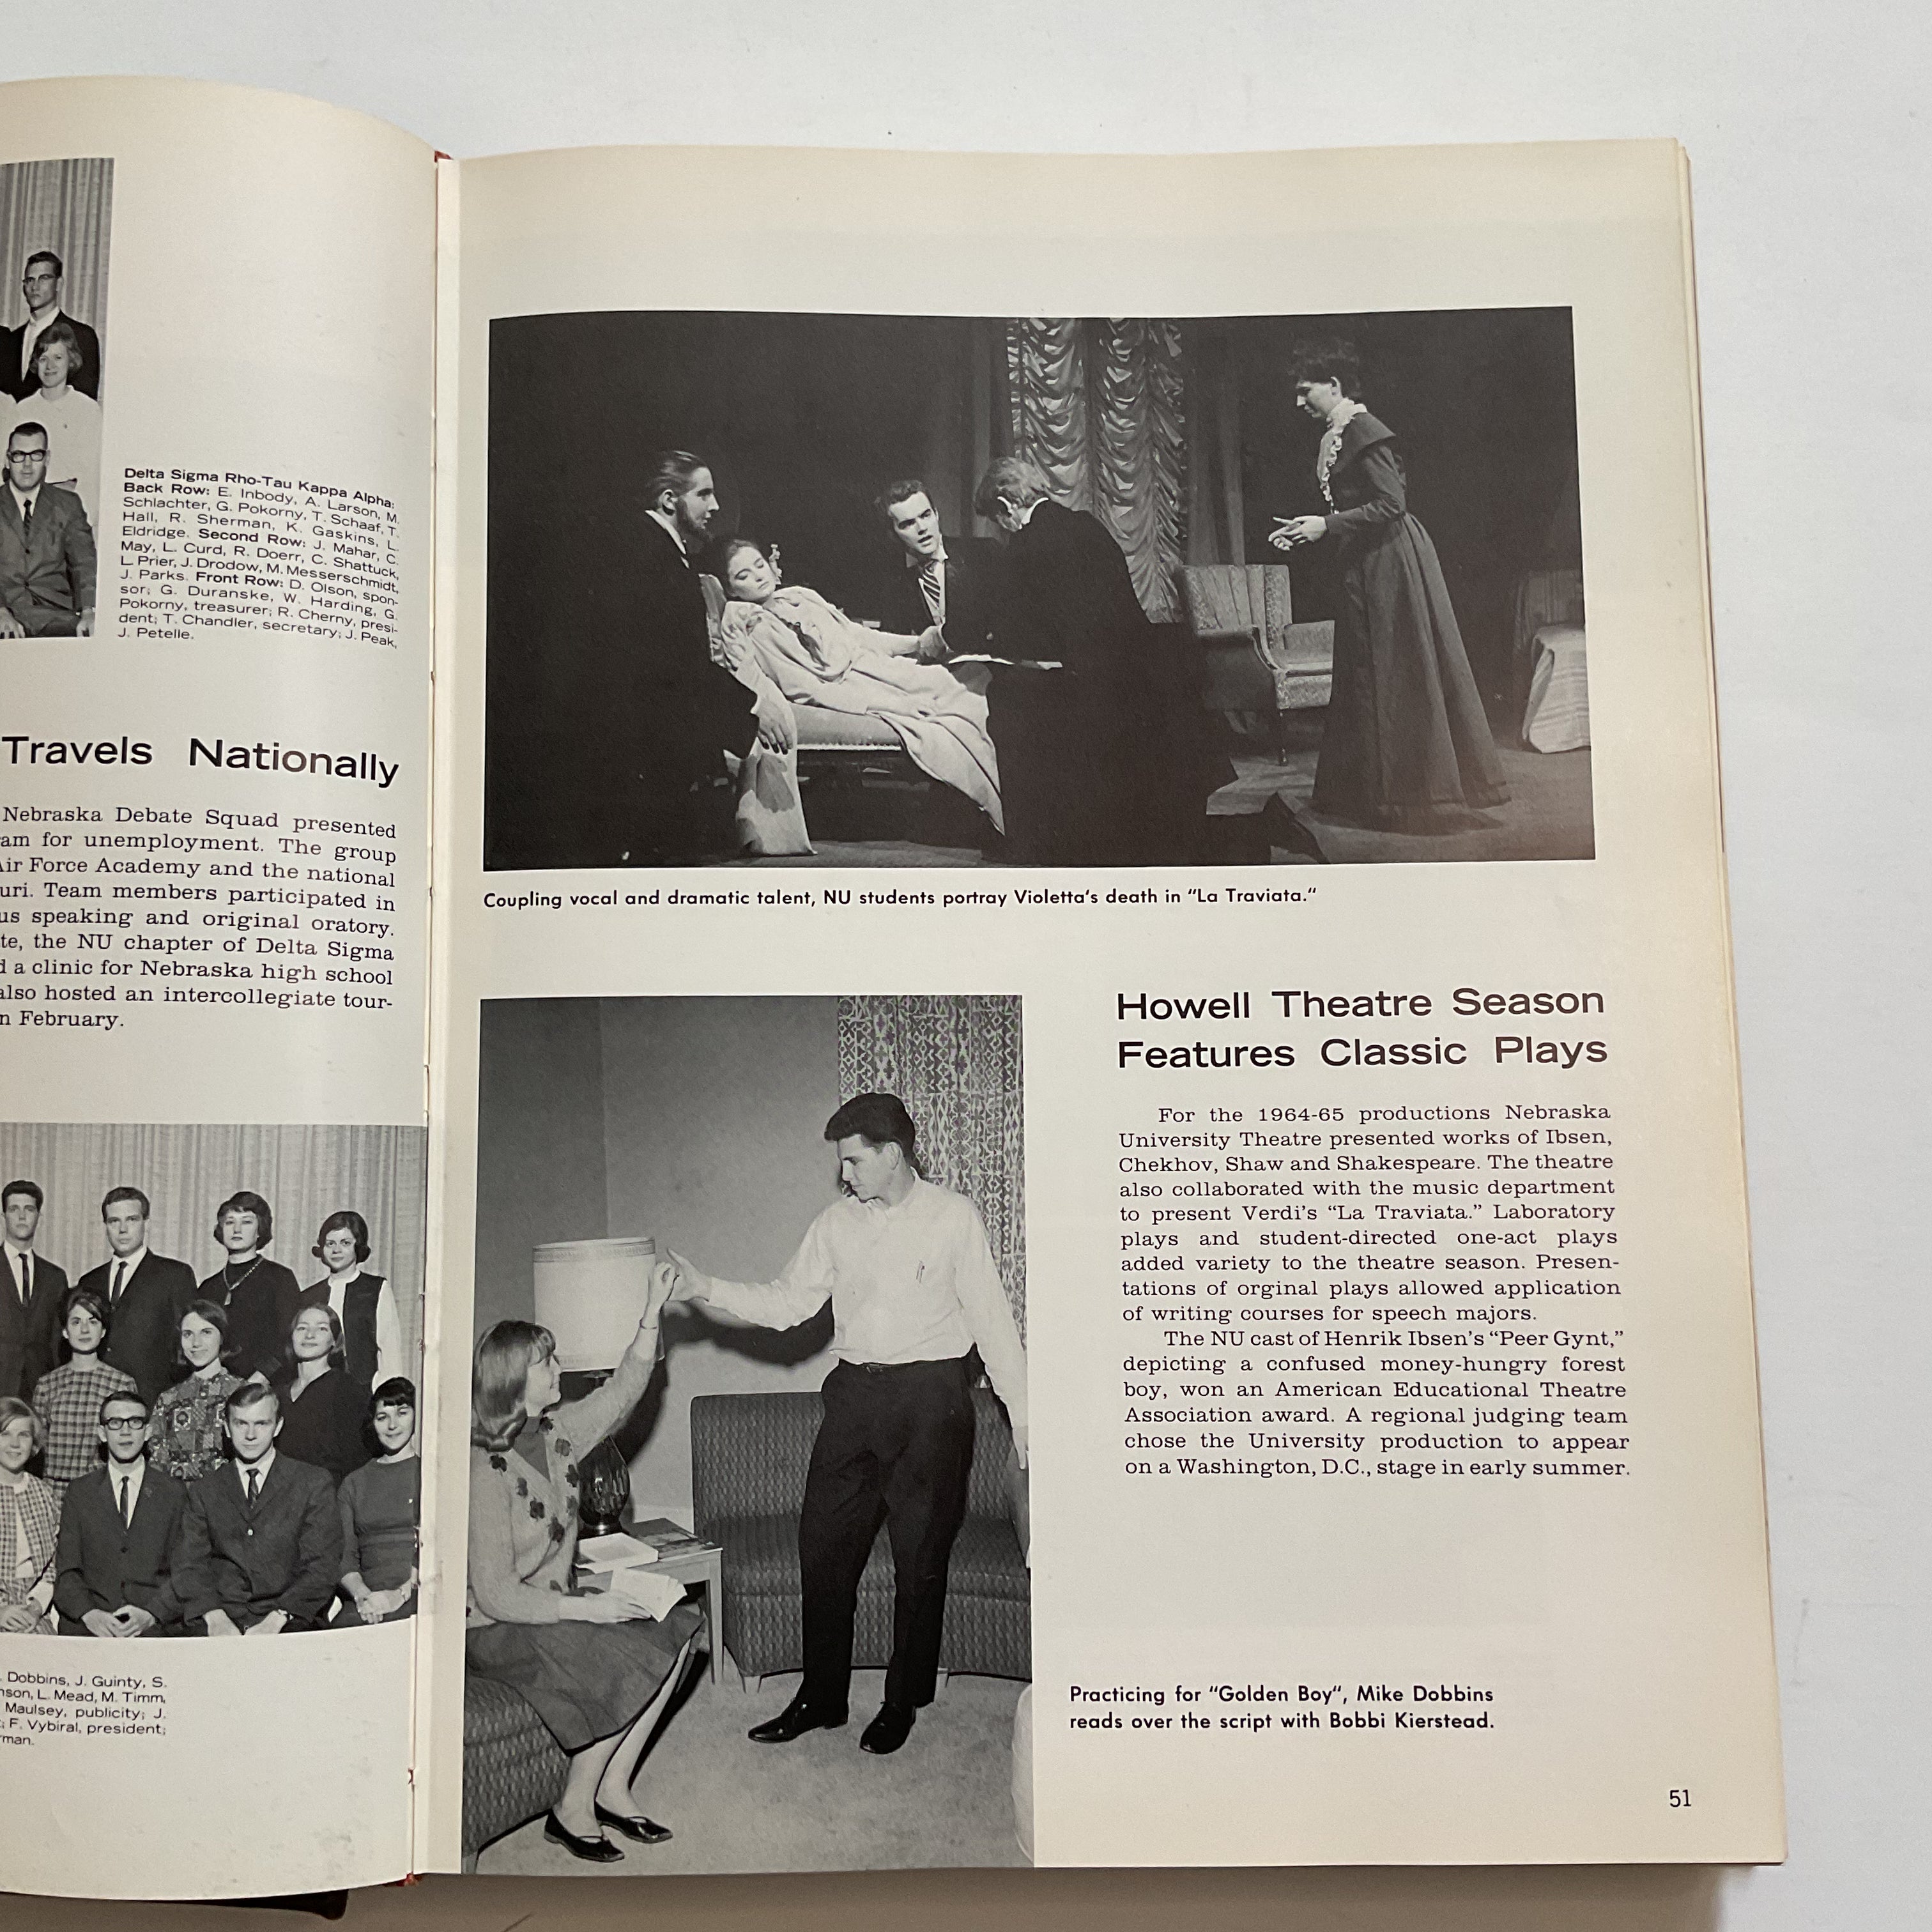 Delta Sigma Rho-Tau Kappa Alpha:
Back Row: E. Inbody, A. Larson, M.
Schlachter, G. Pokorny, T. Schaaf, T.
Hall, R. Sherman, K. Gaskins, L.
Eldridge. Second Row: J. Mahar, C.
May, L. Curd, R. Doerr, C. Shattuck,
L. Prier, J. Drodow, M. Messerschmidt,
J. Parks. Front Row: D. Olson, spon-
sor; G. Duranske, W. Harding, G.
Pokorny, treasurer; R. Cherny, presi-
dent; T. Chandler, secretary; J. Peak,
J. Petelle.
Travels Nationally
Nebraska Debate Squad presented
am for unemployment. The group
Air Force Academy and the national
uri. Team members participated in
us speaking and original oratory.
te, the NU chapter of Delta Sigma
d a clinic for Nebraska high school
also hosted an intercollegiate tour-
n February.
Dobbins, J. Guinty, S.
nson, L. Mead, M. Timm,
Maulsey, publicity; J.
; F. Vybiral, president;
rman.
Coupling vocal and dramatic talent, NU students portray Violetta's death in "La Traviata."
Howell Theatre Season
Features Classic Plays
For the 1964-65 productions Nebraska
University Theatre presented works of Ibsen,
Chekhov, Shaw and Shakespeare. The theatre
also collaborated with the music department
to present Verdi's "La Traviata." Laboratory
plays and student-directed one-act plays
added variety to the theatre season. Presen-
tations of orginal plays allowed application
of writing courses for speech majors.
The NU cast of Henrik Ibsen's "Peer Gynt,"
depicting a confused money-hungry forest
boy, won an American Educational Theatre
Association award. A regional judging team
chose the University production to appear
on a Washington, D.C., stage in early summer.
Practicing for "Golden Boy", Mike Dobbins
reads over the script with Bobbi Kierstead.
51